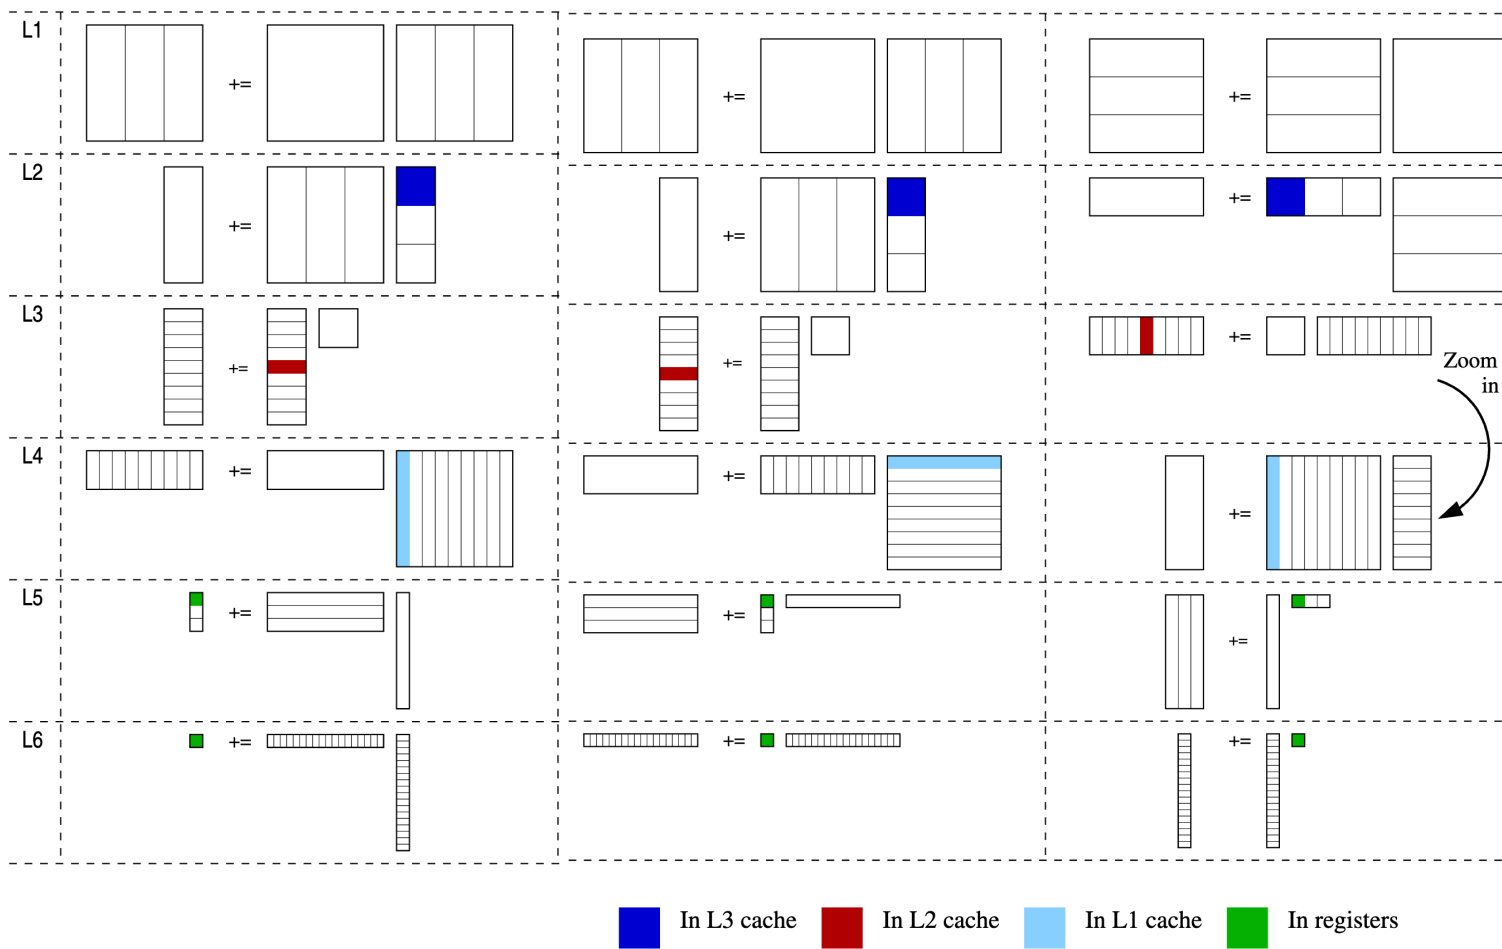 L1
+=
+=
+=
L2
+=
+=
+=
L3
+=
+=
+=
Zoom
in
L4
+=
+=
+=
L5
+=
+=
+=
L6
+=
+=
+=
In L3 cache
In L2 cache
In L1 cache
In registers